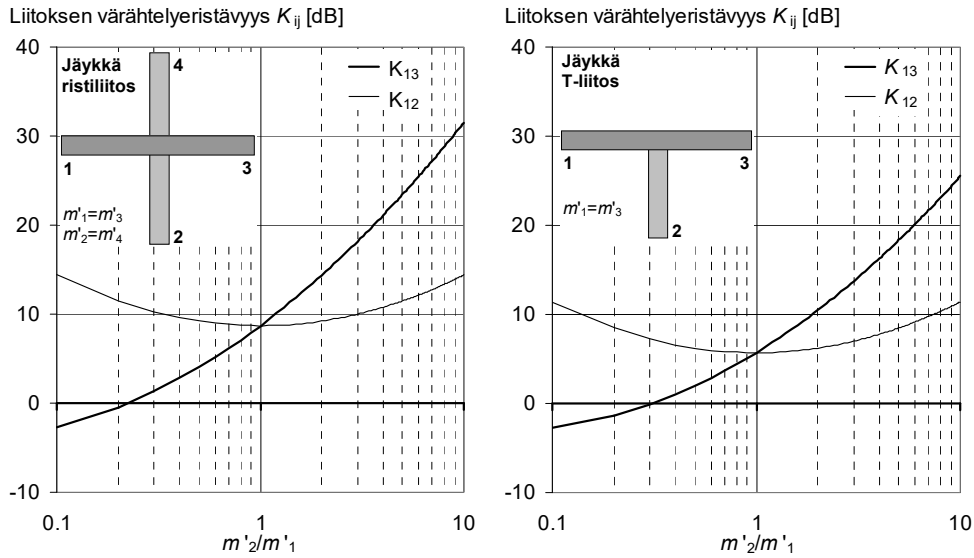 Liitoksen värähtelyeristävyys K ij [dB]
40
30
20
10
0
-10
0.1
1
10
m'2/m'1
Jäykkä
ristiliitos
4
1
3
2
m'1=m'3
m'2=m'4
K13
K12
Liitoksen värähtelyeristävyys K ij [dB]
40
30
20
10
0
-10
0.1
1
10
m'2/m'1
Jäykkä
T-liitos
1
3
2
m'1=m'3
K13
K12